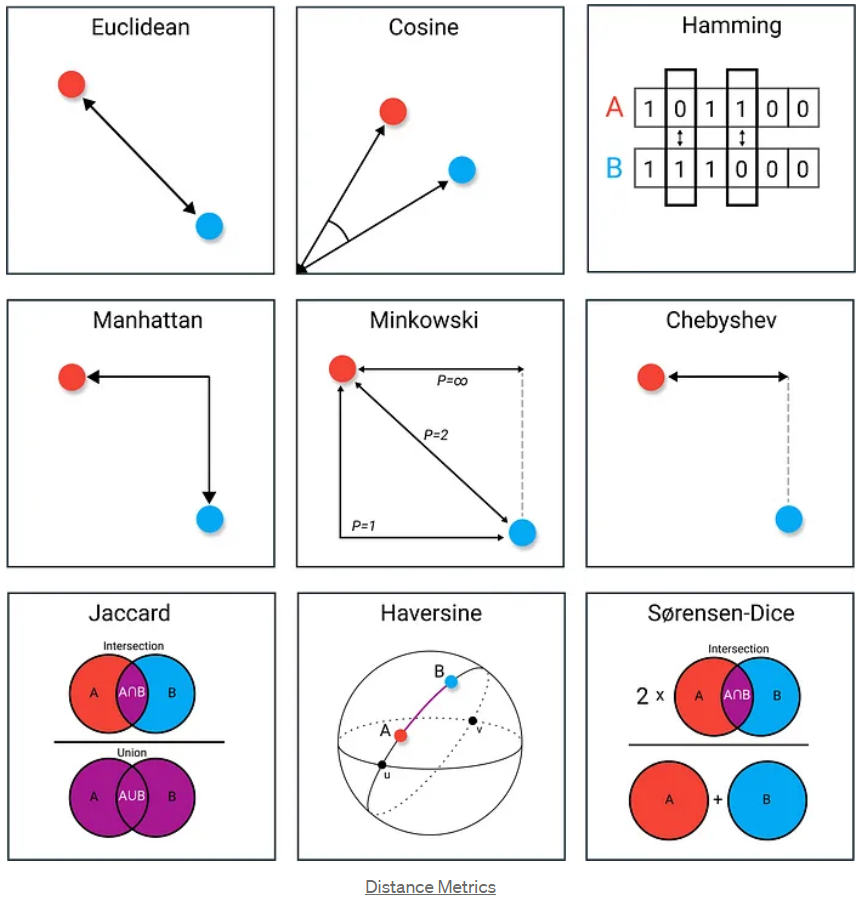 Euclidean
Cosine
Hamming
A 1 0 1 1 0 0
B 1 1 1 0 0 0
Manhattan
Minkowski
P=∞
P=2
P=1
Chebyshev
Jaccard
Intersection
A A∩B B
Union
A A∪B B
Haversine
B
A
v
u
Sørensen-Dice
Intersection
2 x A A∩B B
A + B
Distance Metrics